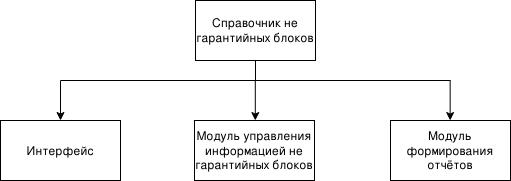 Справочник не
гарантийных блоков
Интерфейс
Модуль управления
информацией не
гарантийных блоков
Модуль
формирования
отчётов